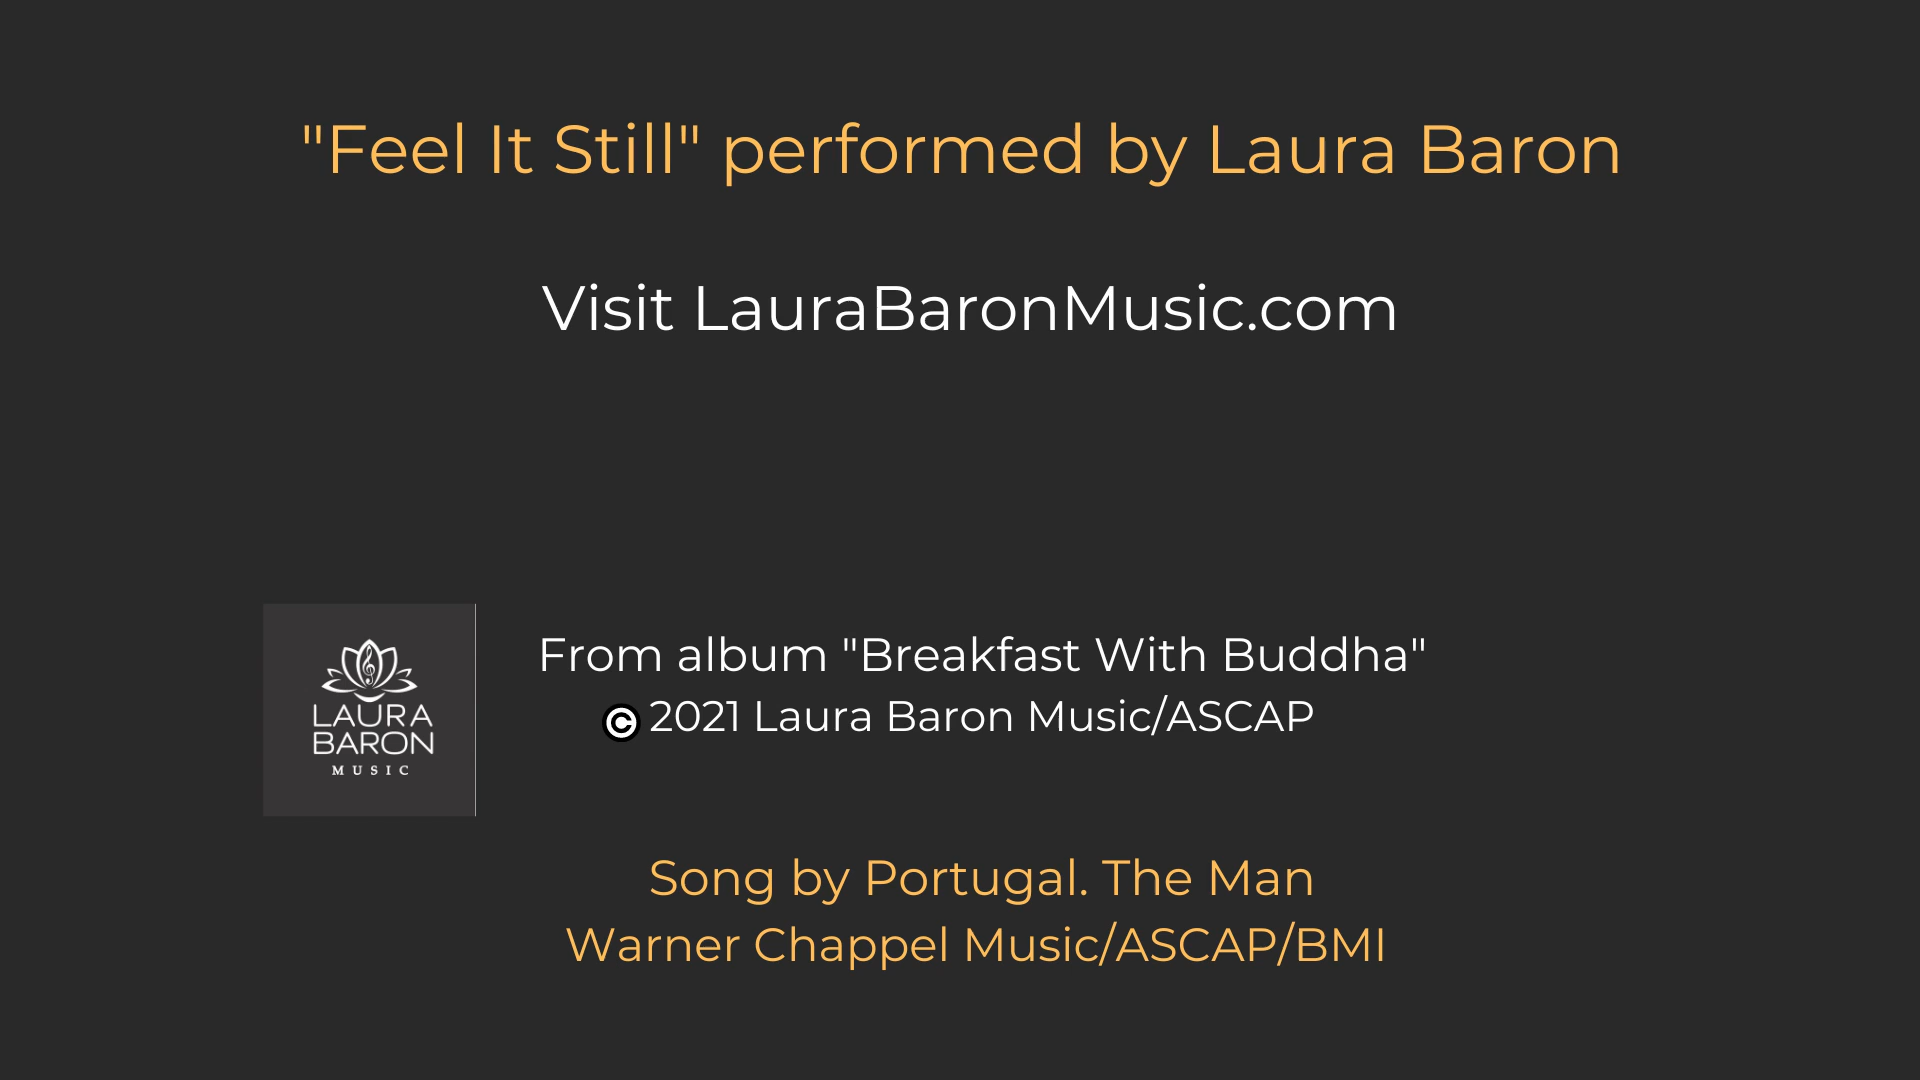 "Feel It Still" performed by Laura Baron
Visit LauraBaronMusic.com
LAURA
BARON
MUSIC
From album "Breakfast With Buddha"
© 2021 Laura Baron Music/ASCAP
Song by Portugal. The Man
Warner Chappel Music/ASCAP/BMI